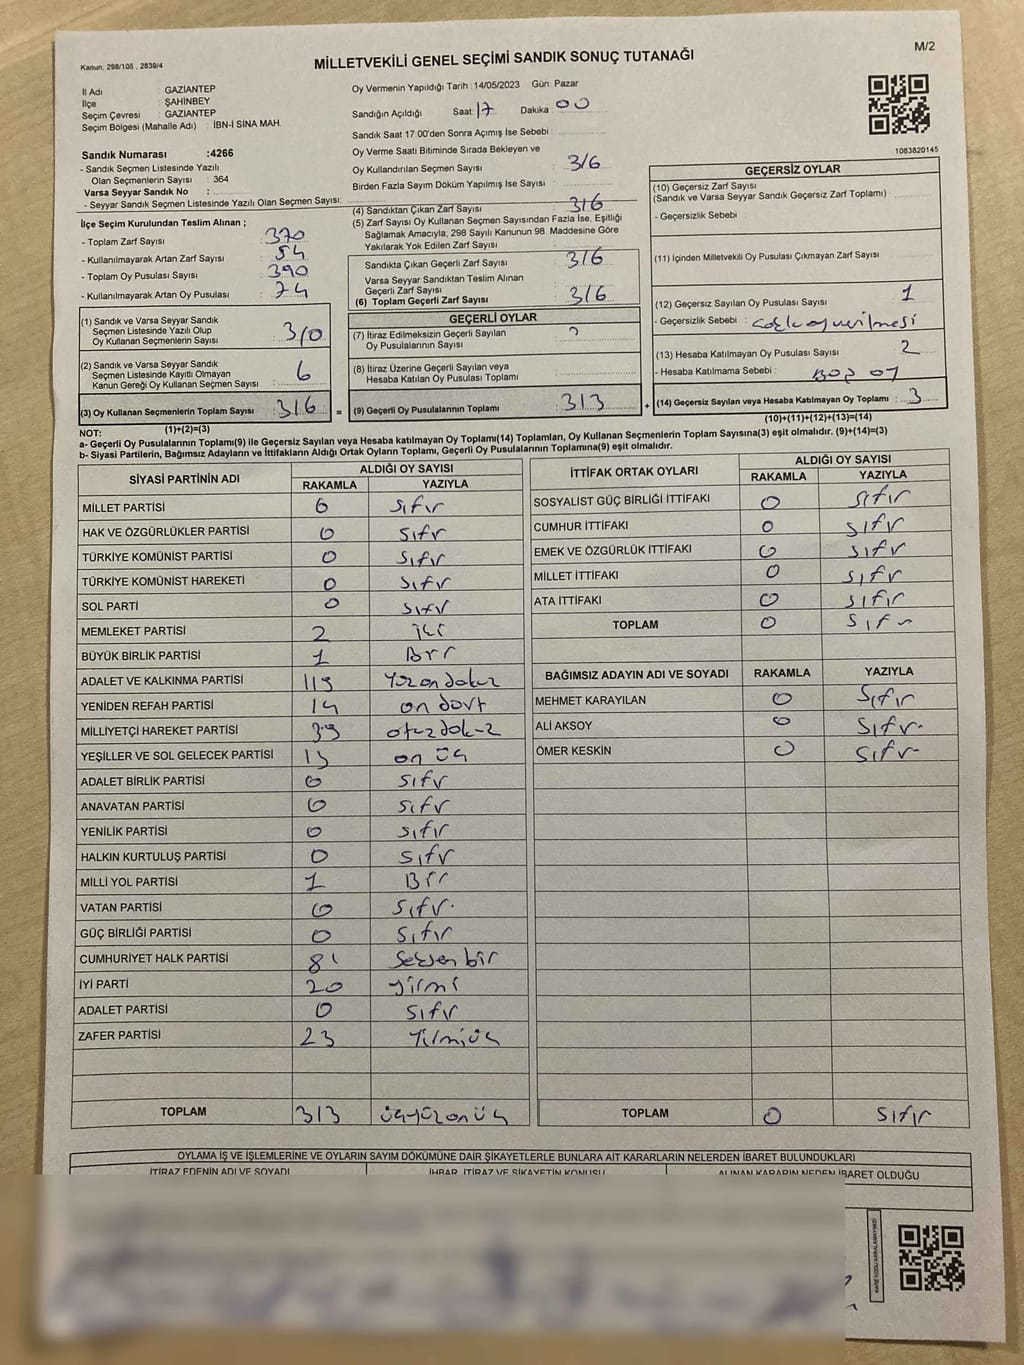 M/2
Kanun: 298/105 , 2839/4
MİLLETVEKİLİ GENEL SEÇİMİ SANDIK SONUÇ TUTANAĞI
İl Adı : GAZİANTEP
İlçe : ŞAHİNBEY
Seçim Çevresi : GAZİANTEP
Seçim Bölgesi (Mahalle Adı) : İBN-İ SİNA MAH.
Sandık Numarası :4266
- Sandık Seçmen Listesinde Yazılı
Olan Seçmenlerin Sayısı : 364
Varsa Seyyar Sandık No :
- Seyyar Sandık Seçmen Listesinde Yazılı Olan Seçmen Sayısı:
Oy Vermenin Yapıldığı Tarih : 14/05/2023 Gün: Pazar
Sandığın Açıldığı Saat: 17 Dakika: 00
Sandık Saat 17:00'den Sonra Açımış İse Sebebi :
Oy Verme Saati Bitiminde Sırada Bekleyen ve
Oy Kullandırılan Seçmen Sayısı : 316
Birden Fazla Sayım Döküm Yapılmış İse Sayısı :
1083820145
İlçe Seçim Kurulundan Teslim Alınan ;
- Toplam Zarf Sayısı : 370
- Kullanılmayarak Artan Zarf Sayısı : 54
- Toplam Oy Pusulası Sayısı : 390
- Kullanılmayarak Artan Oy Pusulası : 74
(4) Sandıktan Çıkan Zarf Sayısı : 316
(5) Zarf Sayısı Oy Kullanan Seçmen Sayısından Fazla İse, Eşitliği
Sağlamak Amacıyla; 298 Sayılı Kanunun 98. Maddesine Göre
Yakılarak Yok Edilen Zarf Sayısı :
Sandıkta Çıkan Geçerli Zarf Sayısı : 316
Varsa Seyyar Sandıktan Teslim Alınan
Geçerli Zarf Sayısı :
(6) Toplam Geçerli Zarf Sayısı : 316
GEÇERSİZ OYLAR
(10) Geçersiz Zarf Sayısı
(Sandık ve Varsa Seyyar Sandık Geçersiz Zarf Toplamı) :
- Geçersizlik Sebebi :
(11) İçinden Milletvekili Oy Pusulası Çıkmayan Zarf Sayısı :
(12) Geçersiz Sayılan Oy Pusulası Sayısı : 1
- Geçersizlik Sebebi : çoklu oy verilmesi
(13) Hesaba Katılmayan Oy Pusulası Sayısı : 2
- Hesaba Katılmama Sebebi : Boş oy
(14) Geçersiz Sayılan veya Hesaba Katılmayan Oy Toplamı : 3
(10)+(11)+(12)+(13)=(14)
(1) Sandık ve Varsa Seyyar Sandık
Seçmen Listesinde Yazılı Olup
Oy Kullanan Seçmenlerin Sayısı : 310
(2) Sandık ve Varsa Seyyar Sandık
Seçmen Listesinde Kayıtlı Olmayan
Kanun Gereği Oy Kullanan Seçmen Sayısı : 6
(3) Oy Kullanan Seçmenlerin Toplam Sayısı : 316 =
(1)+(2)=(3)
GEÇERLİ OYLAR
(7) İtiraz Edilmeksizin Geçerli Sayılan
Oy Pusulalarının Sayısı :
(8) İtiraz Üzerine Geçerli Sayılan veya
Hesaba Katılan Oy Pusulası Toplamı :
(9) Geçerli Oy Pusulalarının Toplamı : 313 +
NOT:
a- Geçerli Oy Pusulalarının Toplamı(9) ile Geçersiz Sayılan veya Hesaba katılmayan Oy Toplamı(14) Toplamları, Oy Kullanan Seçmenlerin Toplam Sayısına(3) eşit olmalıdır. (9)+(14)=(3)
b- Siyasi Partilerin, Bağımsız Adayların ve İttifakların Aldığı Ortak Oyların Toplamı, Geçerli Oy Pusulalarının Toplamına(9) eşit olmalıdır.
SİYASİ PARTİNİN ADI ALDIĞI OY SAYISI
RAKAMLA YAZIYLA
MİLLET PARTİSİ 0 sıfır
HAK VE ÖZGÜRLÜKLER PARTİSİ 0 sıfır
TÜRKİYE KOMÜNİST PARTİSİ 0 sıfır
TÜRKİYE KOMÜNİST HAREKETİ 0 sıfır
SOL PARTİ 0 sıfır
MEMLEKET PARTİSİ 2 iki
BÜYÜK BİRLİK PARTİSİ 1 Bir
ADALET VE KALKINMA PARTİSİ 119 Yüzondokuz
YENİDEN REFAH PARTİSİ 14 on dört
MİLLİYETÇİ HAREKET PARTİSİ 39 otuzdokuz
YEŞİLLER VE SOL GELECEK PARTİSİ 13 on üç
ADALET BİRLİK PARTİSİ 0 sıfır
ANAVATAN PARTİSİ 0 sıfır
YENİLİK PARTİSİ 0 sıfır
HALKIN KURTULUŞ PARTİSİ 0 sıfır
MİLLİ YOL PARTİSİ 1 Bir
VATAN PARTİSİ 0 sıfır
GÜÇ BİRLİĞİ PARTİSİ 0 sıfır
CUMHURİYET HALK PARTİSİ 81 Seksen bir
İYİ PARTİ 20 yirmi
ADALET PARTİSİ 0 sıfır
ZAFER PARTİSİ 23 Yirmiüç
TOPLAM 313 üçyüzonüç
İTTİFAK ORTAK OYLARI ALDIĞI OY SAYISI
RAKAMLA YAZIYLA
SOSYALİST GÜÇ BİRLİĞİ İTTİFAKI 0 sıfır
CUMHUR İTTİFAKI 0 sıfır
EMEK VE ÖZGÜRLÜK İTTİFAKI 0 sıfır
MİLLET İTTİFAKI 0 sıfır
ATA İTTİFAKI 0 sıfır
TOPLAM 0 sıfır
BAĞIMSIZ ADAYIN ADI VE SOYADI RAKAMLA YAZIYLA
MEHMET KARAYILAN 0 sıfır
ALİ AKSOY 0 sıfır
ÖMER KESKİN 0 sıfır
TOPLAM 0 sıfır
OYLAMA İŞ VE İŞLEMLERİNE VE OYLARIN SAYIM DÖKÜMÜNE DAİR ŞİKAYETLERLE BUNLARA AİT KARARLARIN NELERDEN İBARET BULUNDUKLARI
İTİRAZ EDENİN ADI VE SOYADI İHBAR, İTİRAZ VE ŞİKAYETİN KONUSU ALINAN KARARIN NEDEN İBARET OLDUĞU
KARE KODU KARALAMAYINIZ!